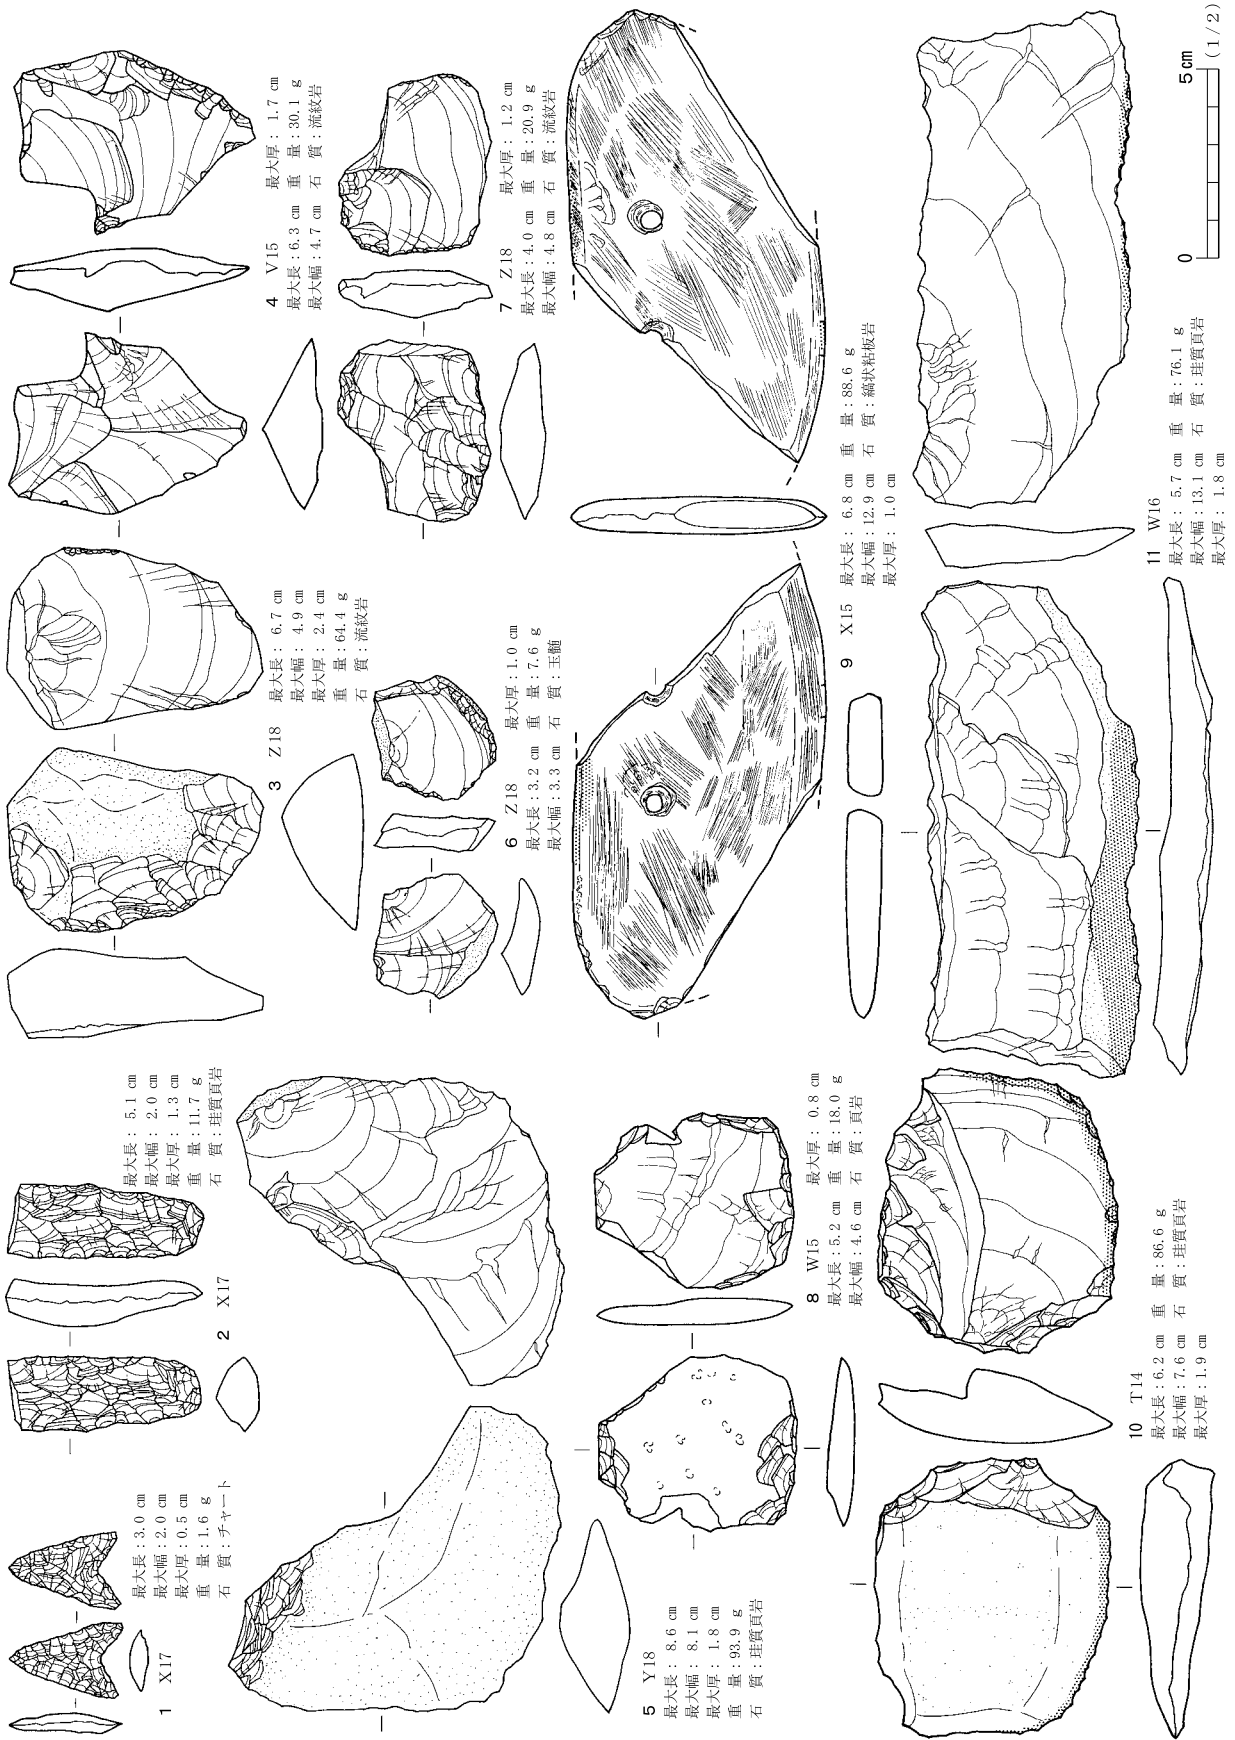 1 X17
最大長：3.0 cm
最大幅：2.0 cm
最大厚：0.5 cm
重 量：1.6 g
石 質：チャート
2 X17
最大長：5.1 cm
最大幅：2.0 cm
最大厚：1.3 cm
重 量：11.7 g
石 質：珪質頁岩
3 Z18
最大長：6.7 cm
最大幅：4.9 cm
最大厚：2.4 cm
重 量：64.4 g
石 質：流紋岩
4 V15
最大長：6.3 cm 重 量：30.1 g
最大幅：4.7 cm 石 質：流紋岩
最大厚：1.7 cm
5 Y18
最大長：8.6 cm
最大幅：8.1 cm
最大厚：1.8 cm
重 量：93.9 g
石 質：珪質頁岩
6 Z18 最大厚：1.0 cm
最大長：3.2 cm 重 量：7.6 g
最大幅：3.3 cm 石 質：玉髄
7 Z18 最大厚：1.2 cm
最大長：4.0 cm 重 量：20.9 g
最大幅：4.8 cm 石 質：流紋岩
8 W15 最大厚：0.8 cm
最大長：5.2 cm 重 量：18.0 g
最大幅：4.6 cm 石 質：頁岩
9 X15 最大長：6.8 cm 重 量：88.6 g
最大幅：12.9 cm 石 質：縞状粘板岩
最大厚：1.0 cm
10 T14
最大長：6.2 cm 重 量：86.6 g
最大幅：7.6 cm 石 質：珪質頁岩
最大厚：1.9 cm
11 W16
最大長：5.7 cm 重 量：76.1 g
最大幅：13.1 cm 石 質：珪質頁岩
最大厚：1.8 cm
0 5cm
(1/2)